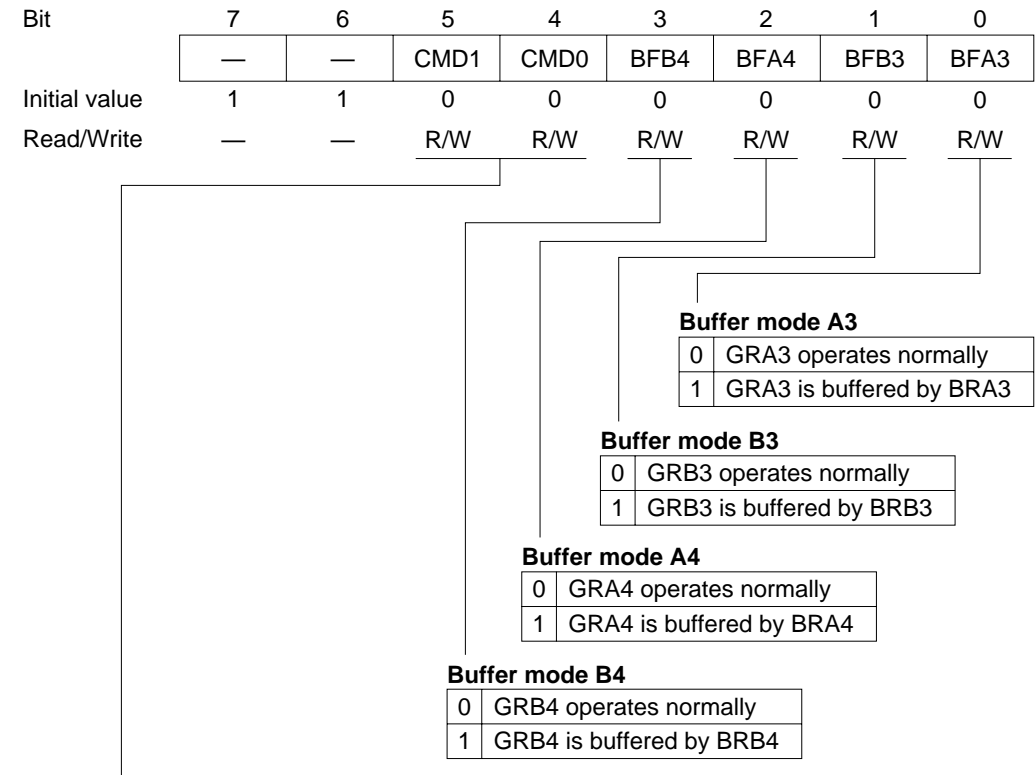 Bit 7 6 5 4 3 2 1 0
— — CMD1 CMD0 BFB4 BFA4 BFB3 BFA3
Initial value 1 1 0 0 0 0 0 0
Read/Write — — R/W R/W R/W R/W R/W R/W
Buffer mode A3
0 GRA3 operates normally
1 GRA3 is buffered by BRA3
Buffer mode B3
0 GRB3 operates normally
1 GRB3 is buffered by BRB3
Buffer mode A4
0 GRA4 operates normally
1 GRA4 is buffered by BRA4
Buffer mode B4
0 GRB4 operates normally
1 GRB4 is buffered by BRB4